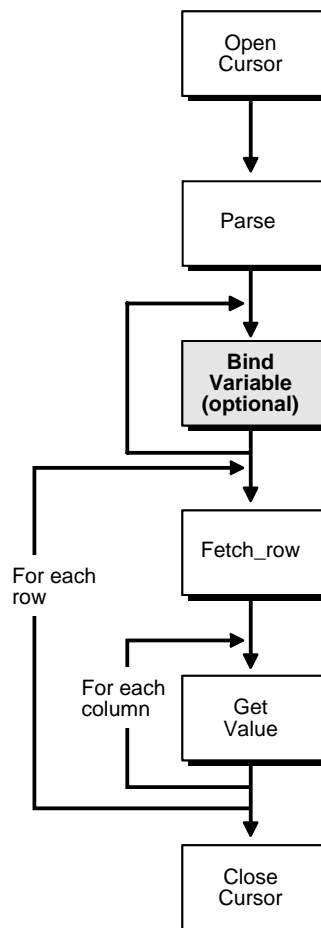 Open
Cursor
Parse
Bind
Variable
(optional)
Fetch_row
For each
row
For each
column
Get
Value
Close
Cursor